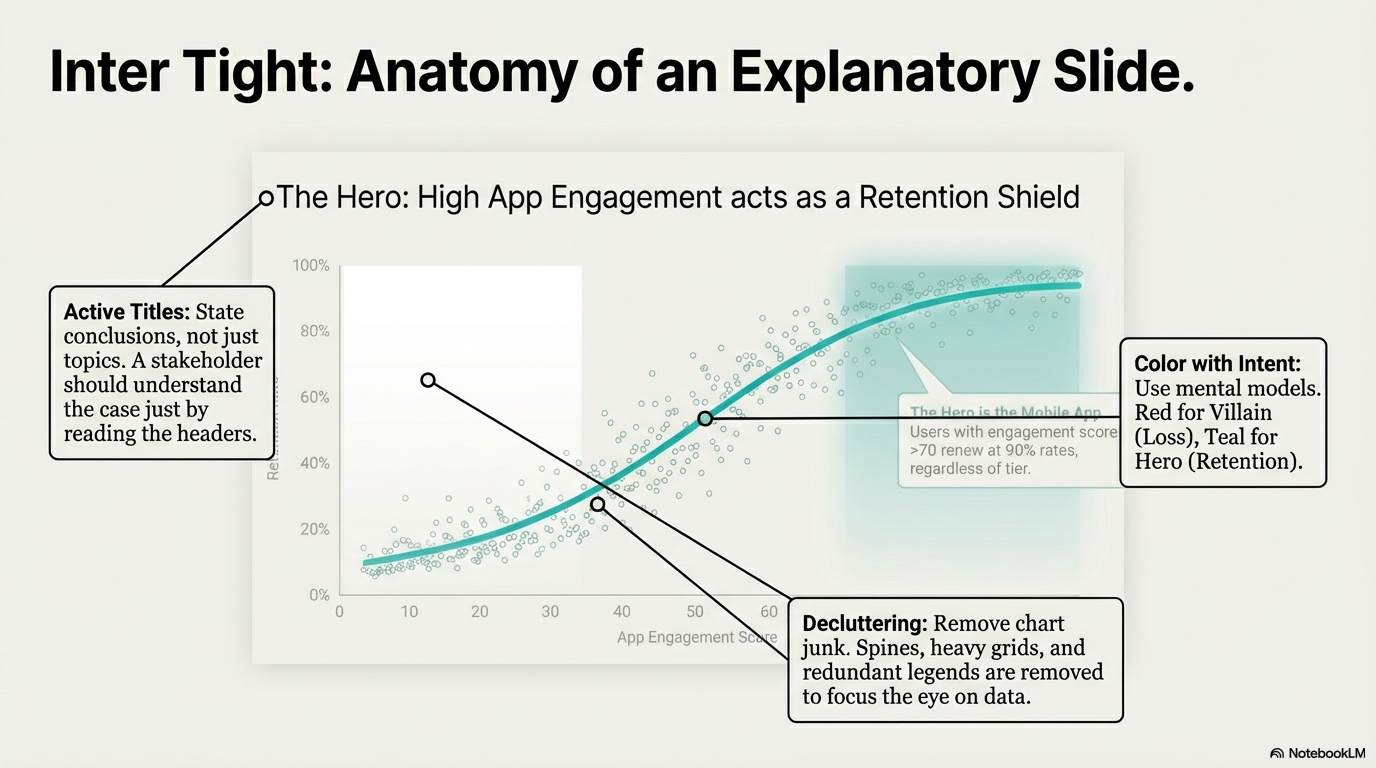 Inter Tight: Anatomy of an Explanatory Slide.
The Hero: High App Engagement acts as a Retention Shield
Active Titles: State
conclusions, not just
topics. A stakeholder
should understand
the case just by
reading the headers.
100%
80%
60%
40%
20%
0%
0
10
20
30
40
50
60
App Engagement Score
The Hero is the Mobile App
Users with engagement score
>70 renew at 90% rates,
regardless of tier.
Color with Intent:
Use mental models.
Red for Villain
(Loss), Teal for
Hero (Retention).
Decluttering: Remove chart
junk. Spines, heavy grids, and
redundant legends are removed
to focus the eye on data.
NotebookLM